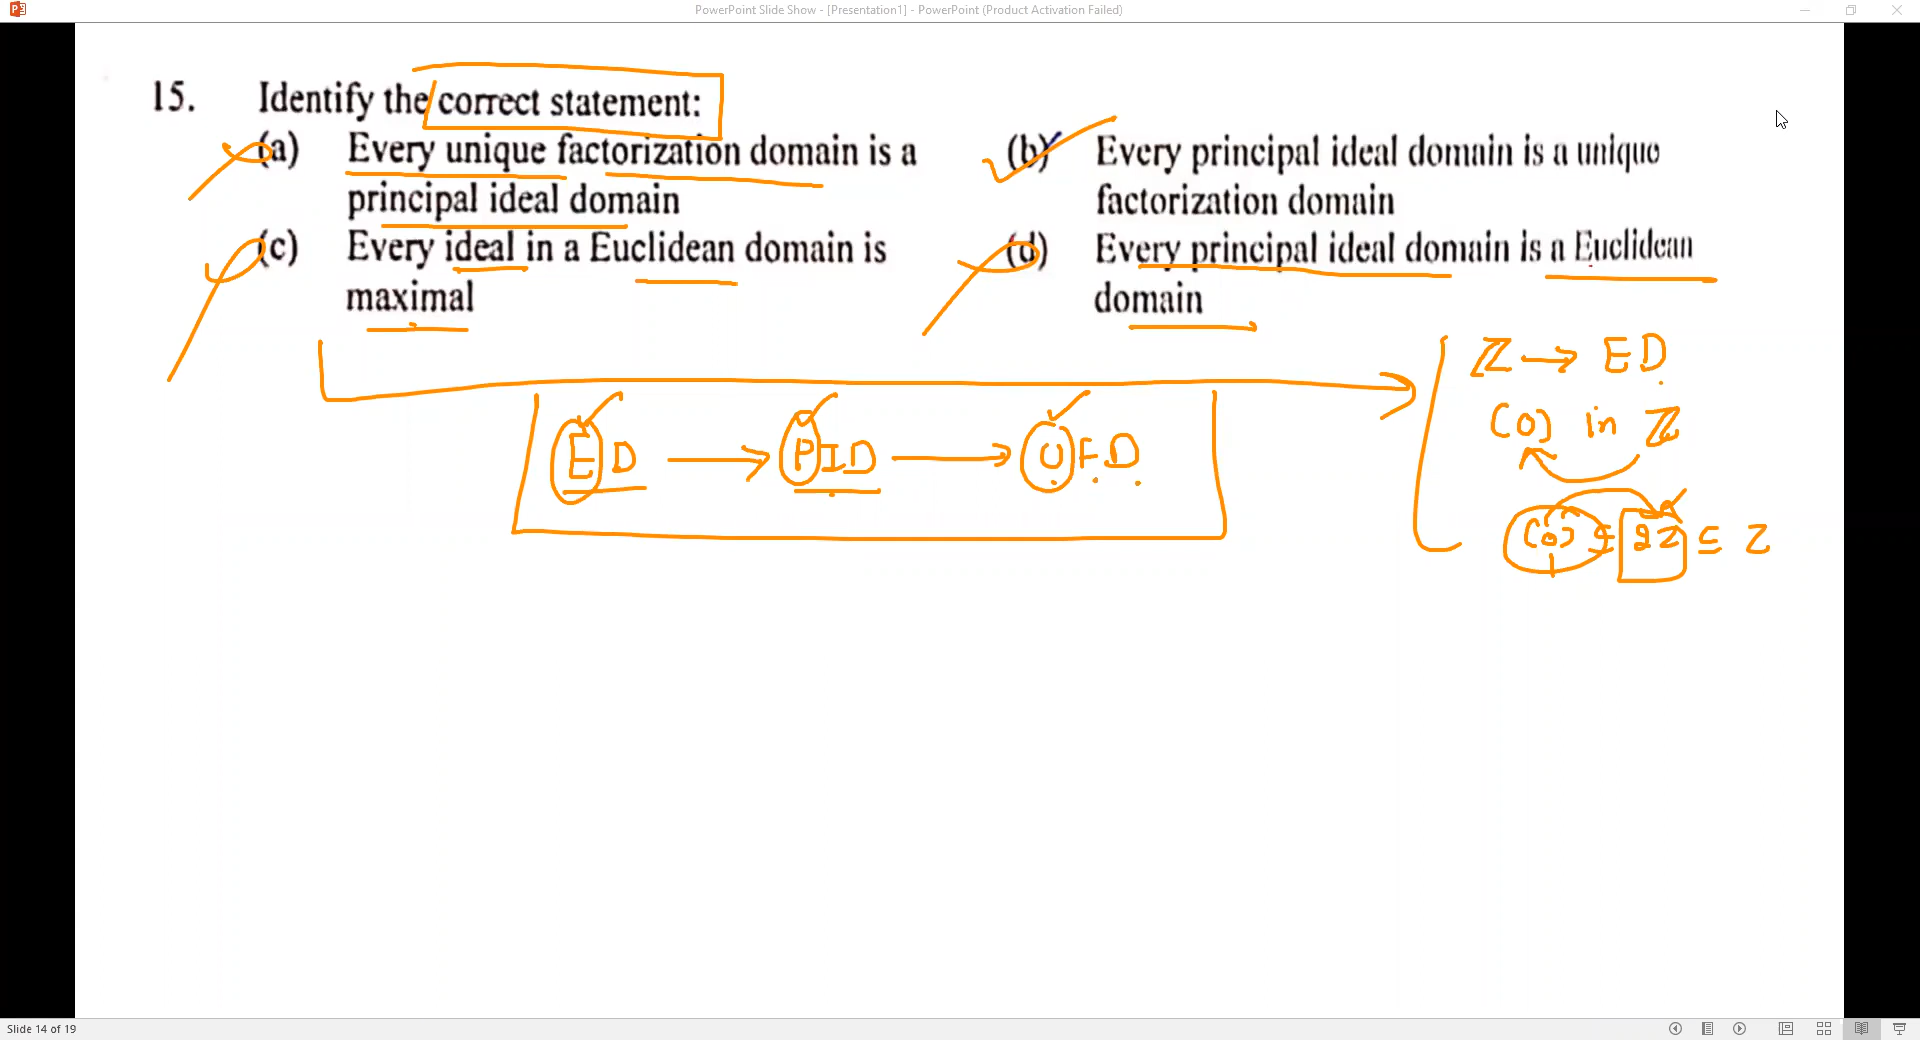 PowerPoint Slide Show - [Presentation1] - PowerPoint (Product Activation Failed)
15. Identify the correct statement:
(a) Every unique factorization domain is a
principal ideal domain
(b) Every principal ideal domain is a unique
factorization domain
(c) Every ideal in a Euclidean domain is
maximal
(d) Every principal ideal domain is a Euclidean
domain
ℤ → ED
(0) in ℤ
ED → PID → UFD
(0) ⊊ 2Z ⊆ Z
Slide 14 of 19